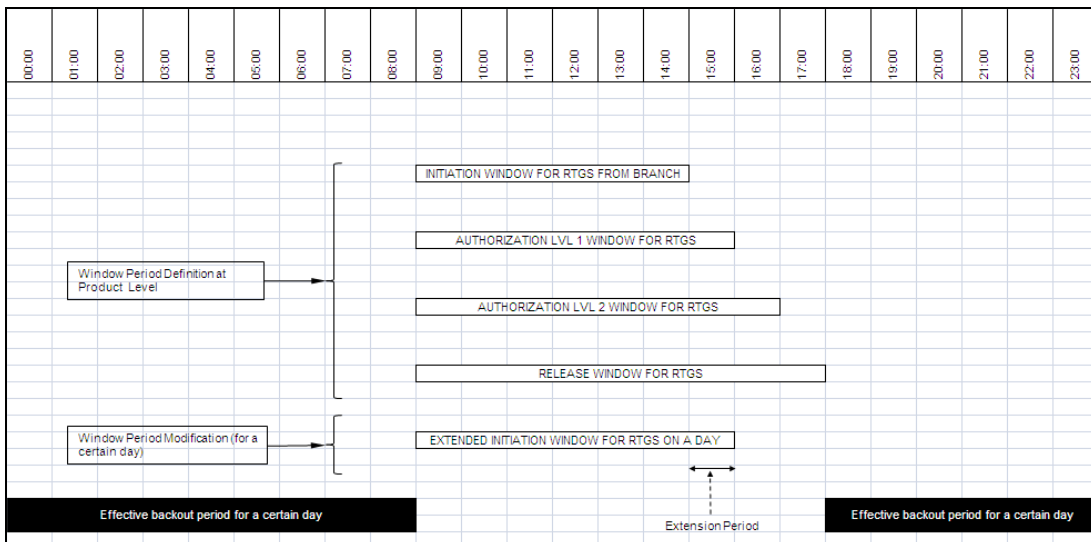 00:00 01:00 02:00 03:00 04:00 05:00 06:00 07:00 08:00 09:00 10:00 11:00 12:00 13:00 14:00 15:00 16:00 17:00 18:00 19:00 20:00 21:00 22:00 23:00
INITIATION WINDOW FOR RTGS FROM BRANCH
AUTHORIZATION LVL 1 WINDOW FOR RTGS
Window Period Definition at
Product Level
AUTHORIZATION LVL 2 WINDOW FOR RTGS
RELEASE WINDOW FOR RTGS
Window Period Modification (for a
certain day)
EXTENDED INITIATION WINDOW FOR RTGS ON A DAY
Effective backout period for a certain day
Effective backout period for a certain day
Extension Period